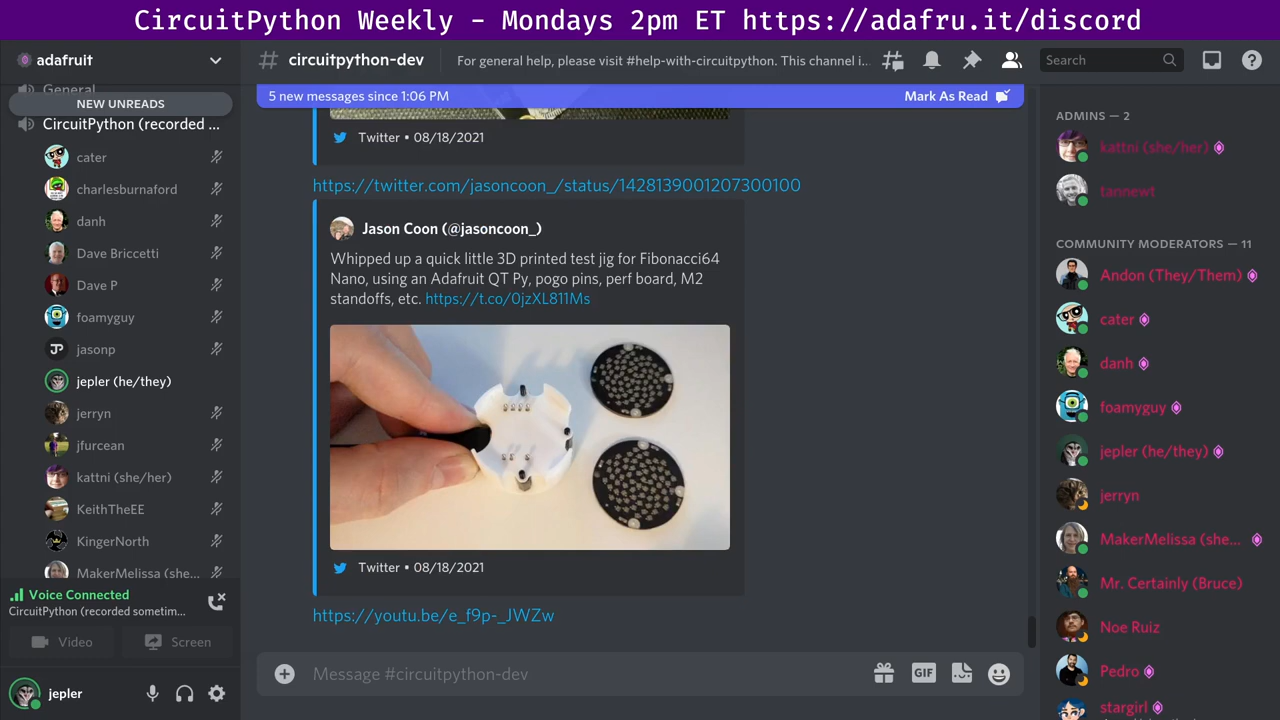 CircuitPython Weekly - Mondays 2pm ET https://adafru.it/discord
adafruit
General
NEW UNREADS
CircuitPython (recorded ...
cater
charlesburnaford
danh
Dave Briccetti
Dave P
foamyguy
JP jasonp
jepler (he/they)
jerryn
jfurcean
kattni (she/her)
KeithTheEE
KingerNorth
MakerMelissa (she...
Voice Connected
CircuitPython (recorded sometim...
Video
Screen
jepler
# circuitpython-dev
For general help, please visit #help-with-circuitpython. This channel i...
Search
5 new messages since 1:06 PM
Mark As Read
Twitter • 08/18/2021
https://twitter.com/jasoncoon_/status/1428139001207300100
Jason Coon (@jasoncoon_)
Whipped up a quick little 3D printed test jig for Fibonacci64
Nano, using an Adafruit QT Py, pogo pins, perf board, M2
standoffs, etc. https://t.co/0jzXL811Ms
Twitter • 08/18/2021
https://youtu.be/e_f9p-_JWZw
Message #circuitpython-dev
GIF
ADMINS — 2
kattni (she/her)
tannewt
COMMUNITY MODERATORS — 11
Andon (They/Them)
cater
danh
foamyguy
jepler (he/they)
jerryn
MakerMelissa (she...
Mr. Certainly (Bruce)
Noe Ruiz
Pedro
stargirl